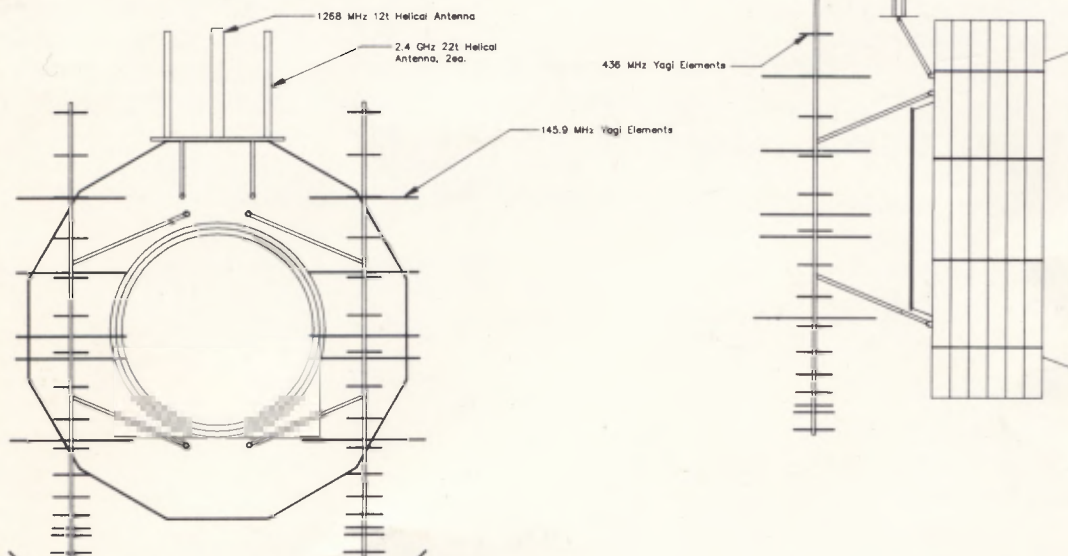 1268 MHz 12t Helical Antenna
2.4 GHz 22t Helical
Antenna, 2ea.
436 MHz Yagi Elements
145.9 MHz Yagi Elements